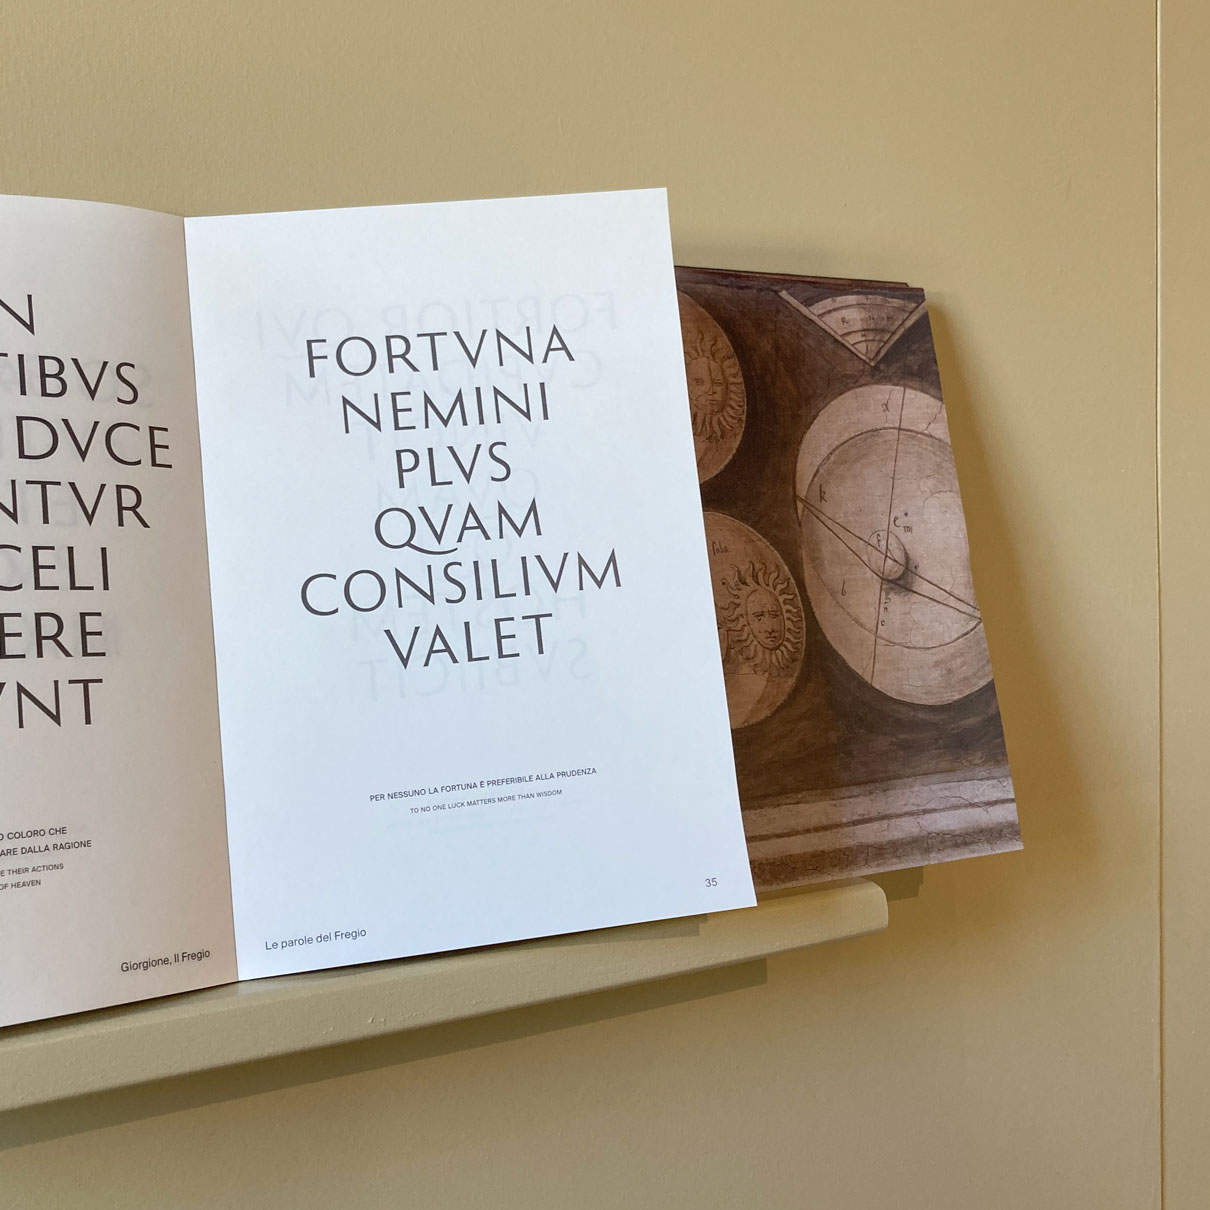 N
TIBVS
DVCE
NTVR
CELI
ERE
VNT
COLORO CHE
ARE DALLA RAGIONE
THEIR ACTIONS
OF HEAVEN
Giorgione, Il Fregio
FORTVNA
NEMINI
PLVS
QVAM
CONSILIVM
VALET
PER NESSUNO LA FORTUNA È PREFERIBILE ALLA PRUDENZA
TO NO ONE LUCK MATTERS MORE THAN WISDOM
35
Le parole del Fregio